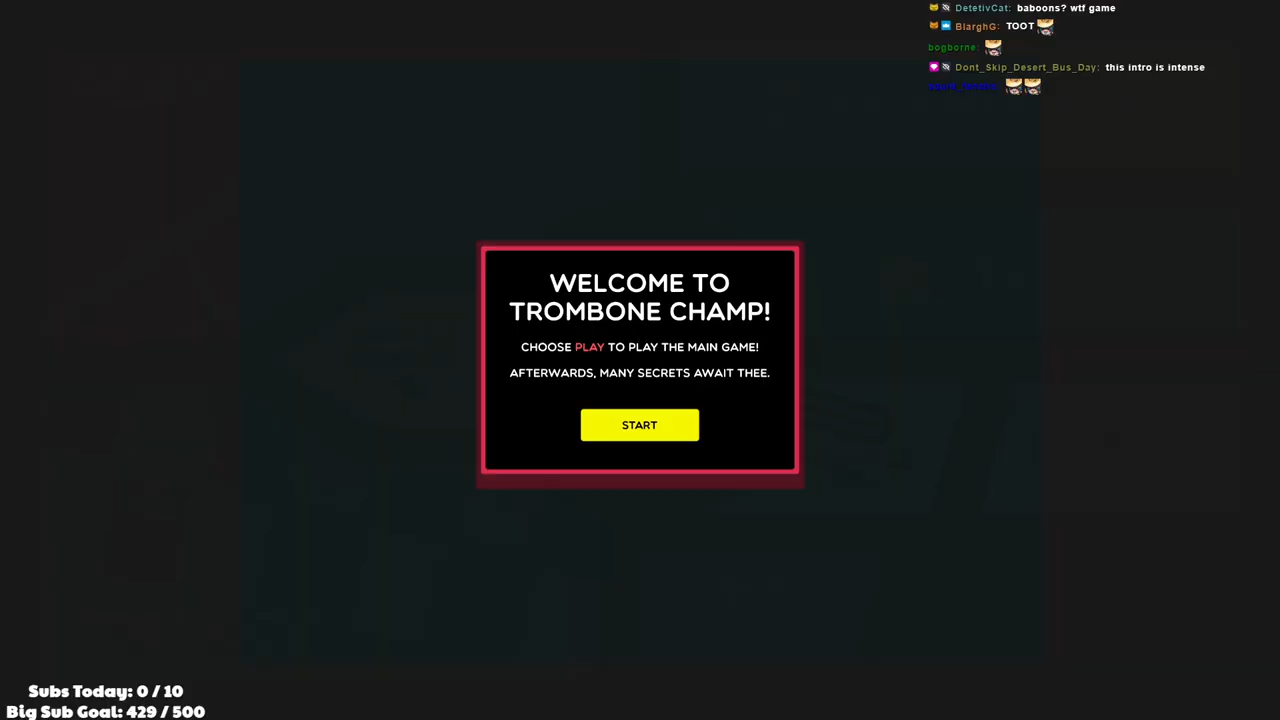 DetetivCat: baboons? wtf game
BlarghG: TOOT
bogborne:
Dont_Skip_Desert_Bus_Day: this intro is intense
WELCOME TO
TROMBONE CHAMP!
CHOOSE PLAY TO PLAY THE MAIN GAME!
AFTERWARDS, MANY SECRETS AWAIT THEE.
START
Subs Today: 0 / 10
Big Sub Goal: 429 / 500